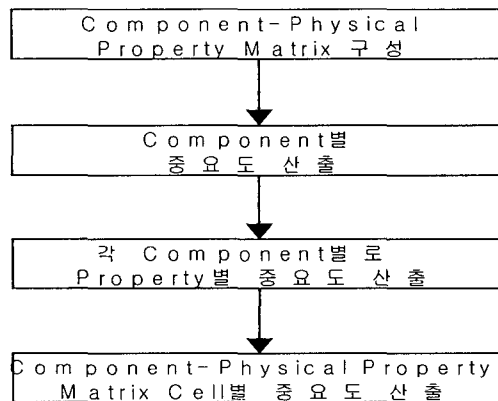 Component-Physical
Property Matrix 구성
Component별
중요도 산출
각 Component별로
Property별 중요도 산출
Component-Physical Property
Matrix Cell별 중요도 산출